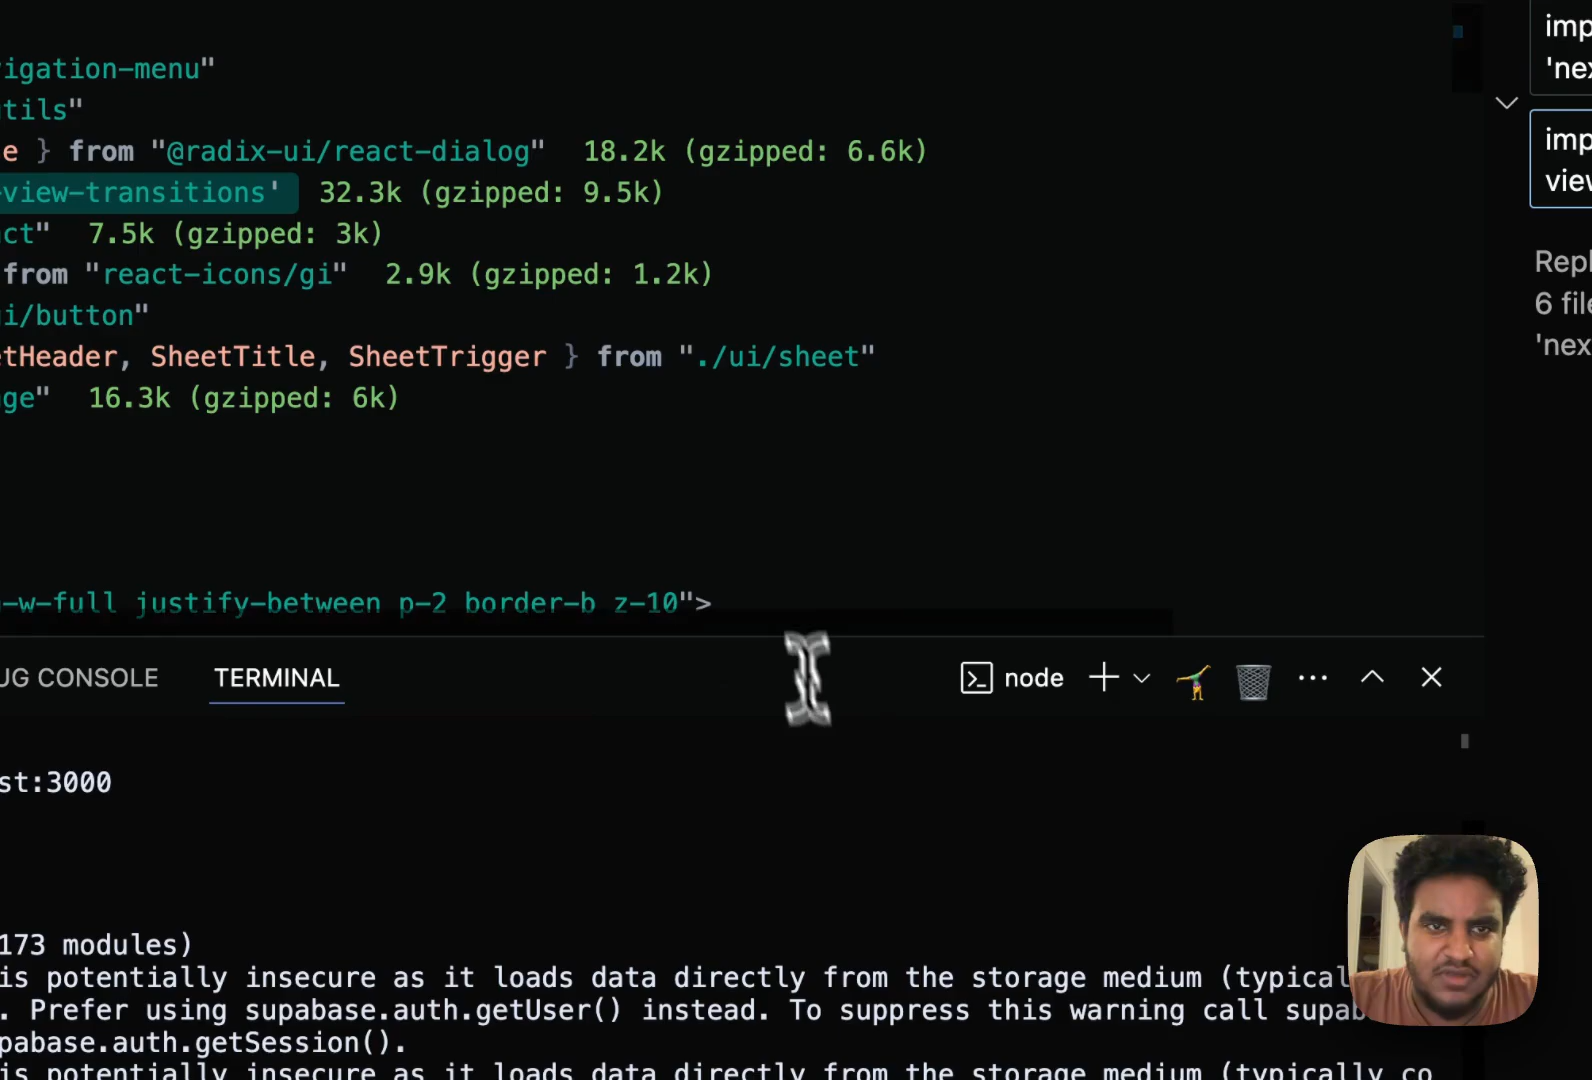 igation-menu"
tils"
e } from "@radix-ui/react-dialog" 18.2k (gzipped: 6.6k)
-view-transitions' 32.3k (gzipped: 9.5k)
ct" 7.5k (gzipped: 3k)
from "react-icons/gi" 2.9k (gzipped: 1.2k)
i/button"
tHeader, SheetTitle, SheetTrigger } from "./ui/sheet"
ge" 16.3k (gzipped: 6k)
-w-full justify-between p-2 border-b z-10">
imp
'nex
imp
view
Repl
6 file
'nex
UG CONSOLE
TERMINAL
node
st:3000
173 modules)
is potentially insecure as it loads data directly from the storage medium (typical
. Prefer using supabase.auth.getUser() instead. To suppress this warning call supab
pabase.auth.getSession().
is potentially insecure as it loads data directly from the storage medium (typically co